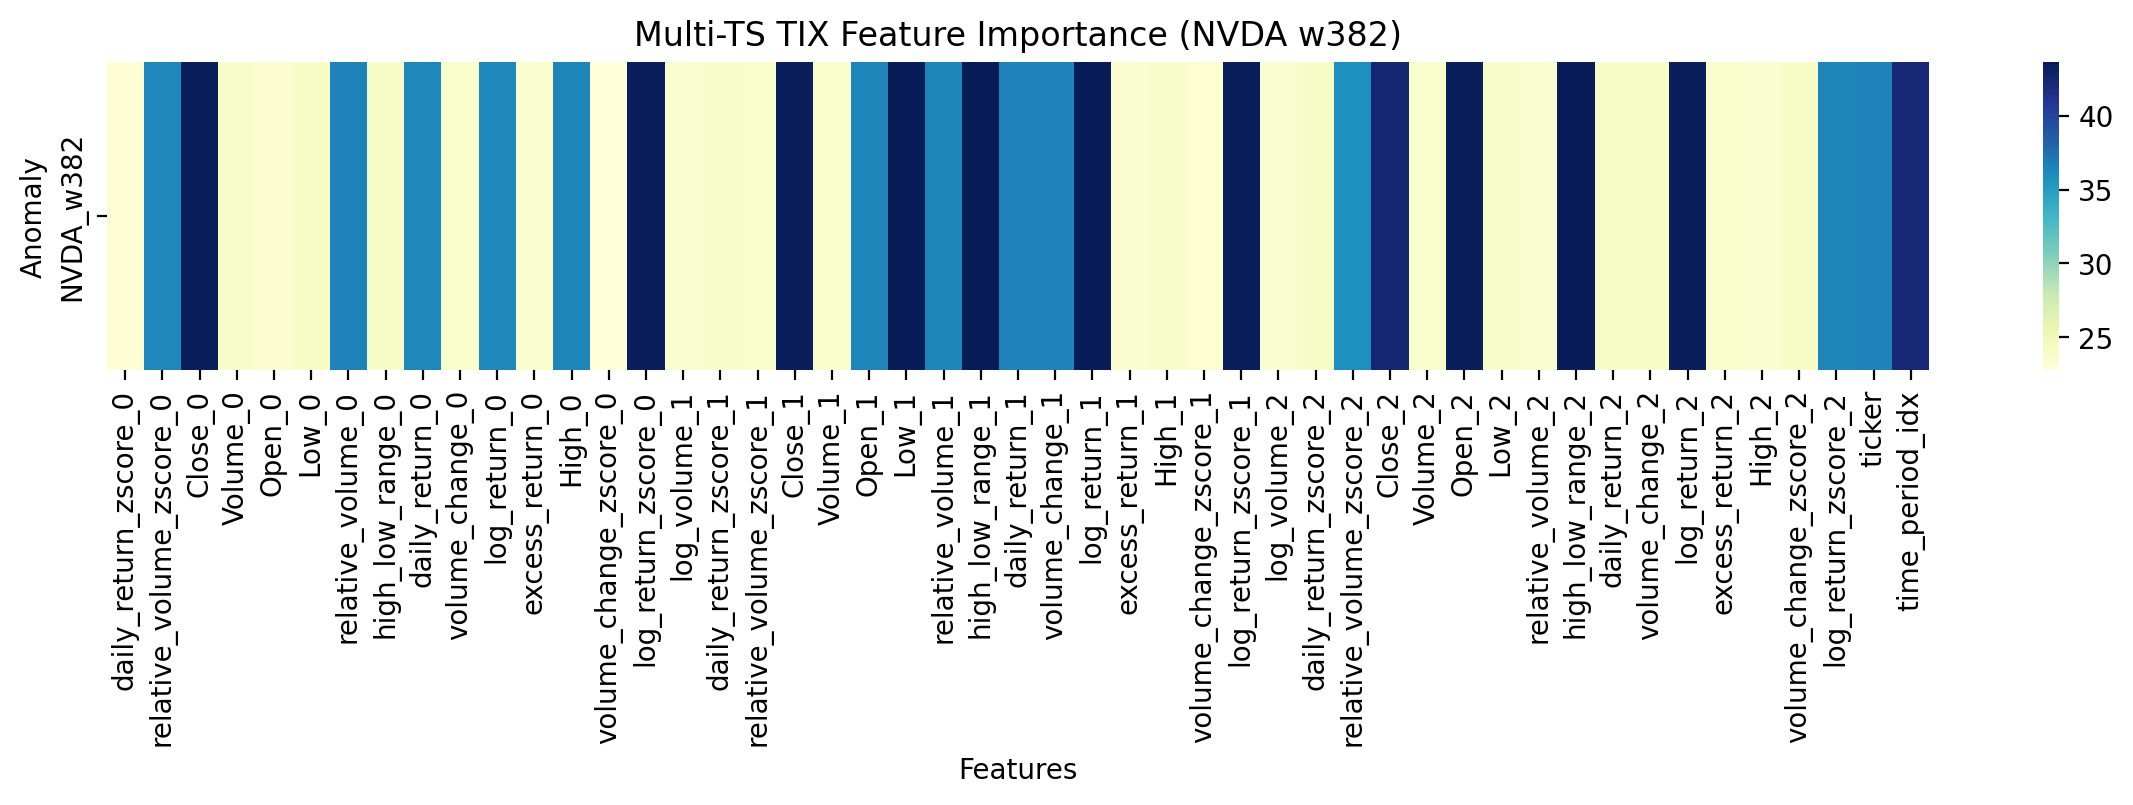 Multi-TS TIX Feature Importance (NVDA w382)
Anomaly
NVDA_w382
daily_return_zscore_0
relative_volume_zscore_0
Close_0
Volume_0
Open_0
Low_0
relative_volume_0
high_low_range_0
daily_return_0
volume_change_0
log_return_0
excess_return_0
High_0
volume_change_zscore_0
log_return_zscore_0
log_volume_1
daily_return_zscore_1
relative_volume_zscore_1
Close_1
Volume_1
Open_1
Low_1
relative_volume_1
high_low_range_1
daily_return_1
volume_change_1
log_return_1
excess_return_1
High_1
volume_change_zscore_1
log_return_zscore_1
log_volume_2
daily_return_zscore_2
relative_volume_zscore_2
Close_2
Volume_2
Open_2
Low_2
relative_volume_2
high_low_range_2
daily_return_2
volume_change_2
log_return_2
excess_return_2
High_2
volume_change_zscore_2
log_return_zscore_2
ticker
time_period_idx
Features
40
35
30
25